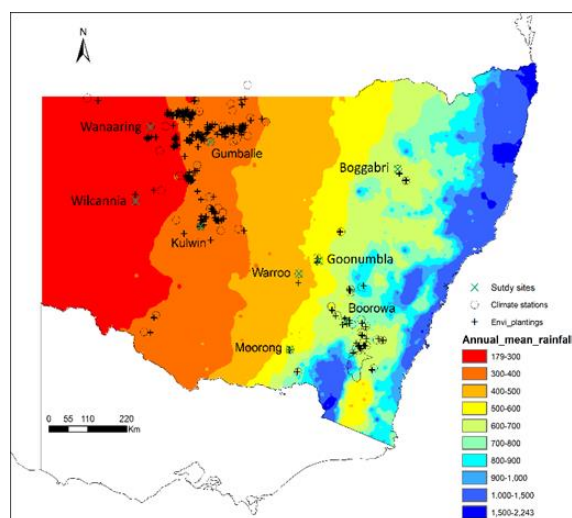 N
Wanaaring
Gumballe
Boggabri
Wilcannia
Kulwin
Goonumbla
Warroo
Boorowa
Moorong
Sutdy sites
Climate stations
Envi_plantings
Annual_mean_rainfall
179-300
300-400
400-500
500-600
600-700
700-800
800-900
900-1,000
1,000-1,500
1,500-2,243
0 55 110 220
Km